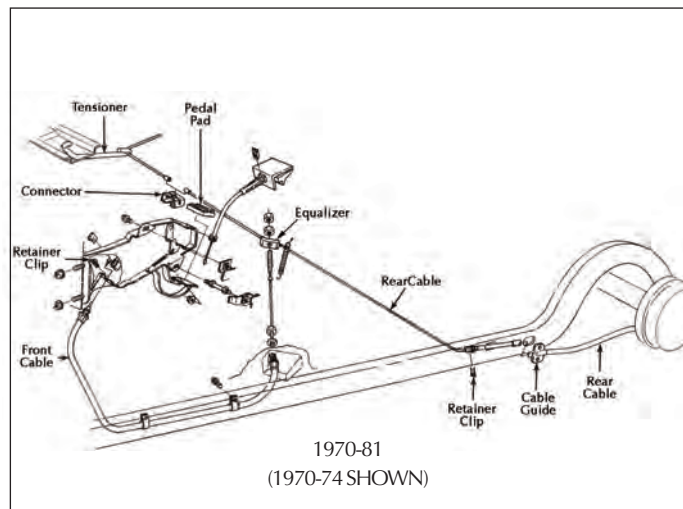 Tensioner
Pedal
Pad
Connector
Equalizer
Retainer
Clip
RearCable
Front
Cable
Retainer
Clip
Cable
Guide
Rear
Cable
1970-81
(1970-74 SHOWN)